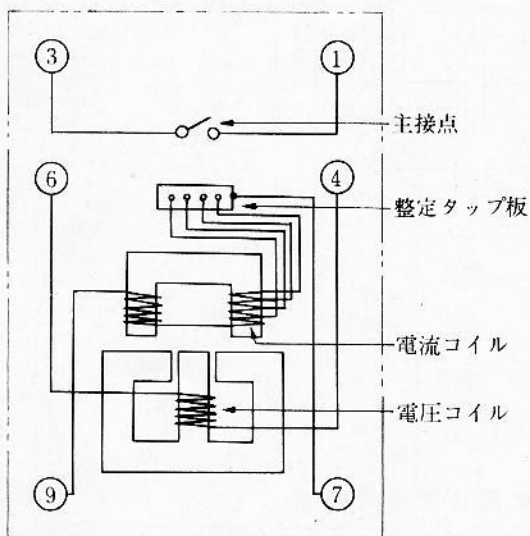 ③ ①
主接点
⑥ ④
整定タップ板
電流コイル
電圧コイル
⑨ ⑦